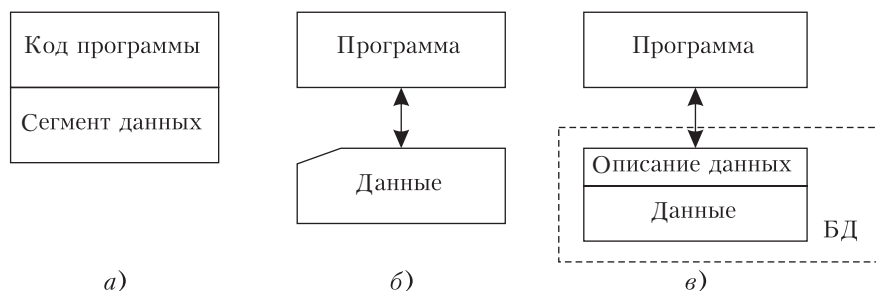 Код программы
Сегмент данных
а)
Программа
Данные
б)
Программа
Описание данных
Данные
БД
в)